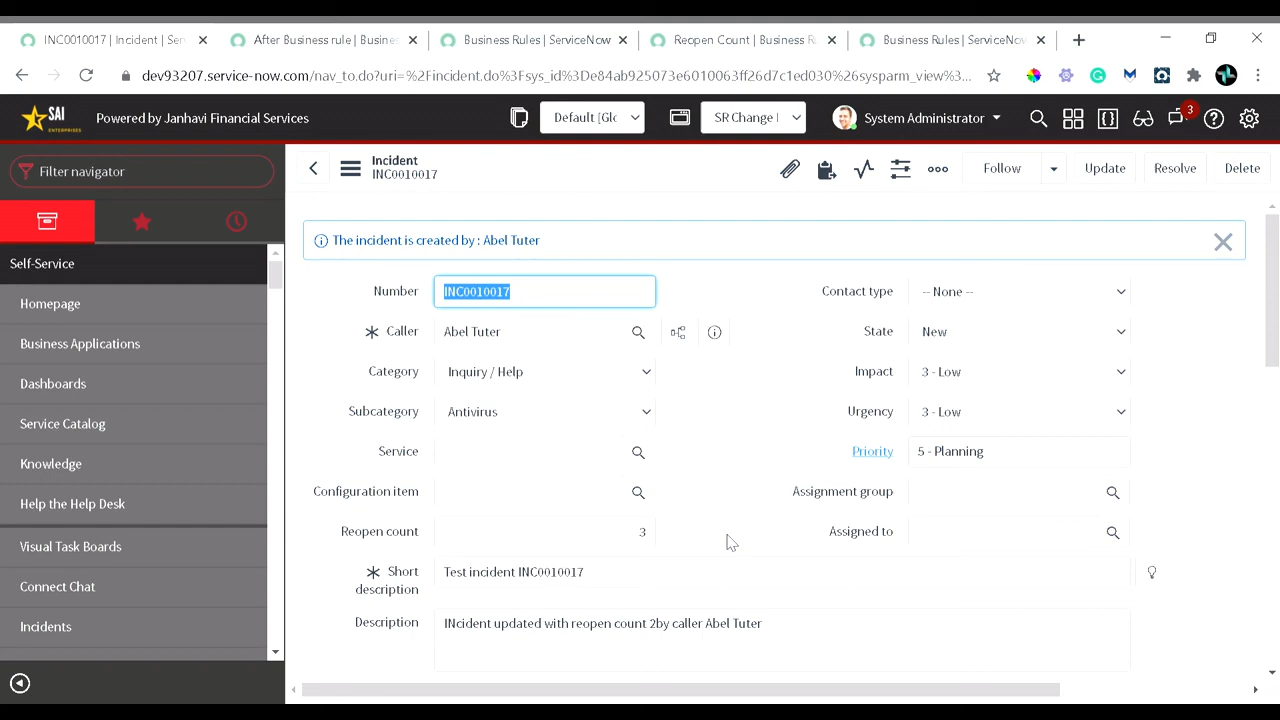 INC0010017 | Incident | Serv
After Business rule | Busines
Business Rules | ServiceNow
Reopen Count | Business Ru
Business Rules | ServiceNow
dev93207.service-now.com/nav_to.do?uri=%2Fincident.do%3Fsys_id%3De84ab925073e6010063ff26d7c1ed030%26sysparm_view%...
SAI
ENTERPRISES
Powered by Janhavi Financial Services
Default [Glo
SR Change I
System Administrator
3
Filter navigator
Incident
INC0010017
Follow
Update
Resolve
Delete
Self-Service
Homepage
Business Applications
Dashboards
Service Catalog
Knowledge
Help the Help Desk
Visual Task Boards
Connect Chat
Incidents
The incident is created by : Abel Tuter
Number
INC0010017
Contact type
-- None --
Caller
Abel Tuter
State
New
Category
Inquiry / Help
Impact
3 - Low
Subcategory
Antivirus
Urgency
3 - Low
Service
Priority
5 - Planning
Configuration item
Assignment group
Reopen count
3
Assigned to
Short
description
Test incident INC0010017
Description
INcident updated with reopen count 2by caller Abel Tuter